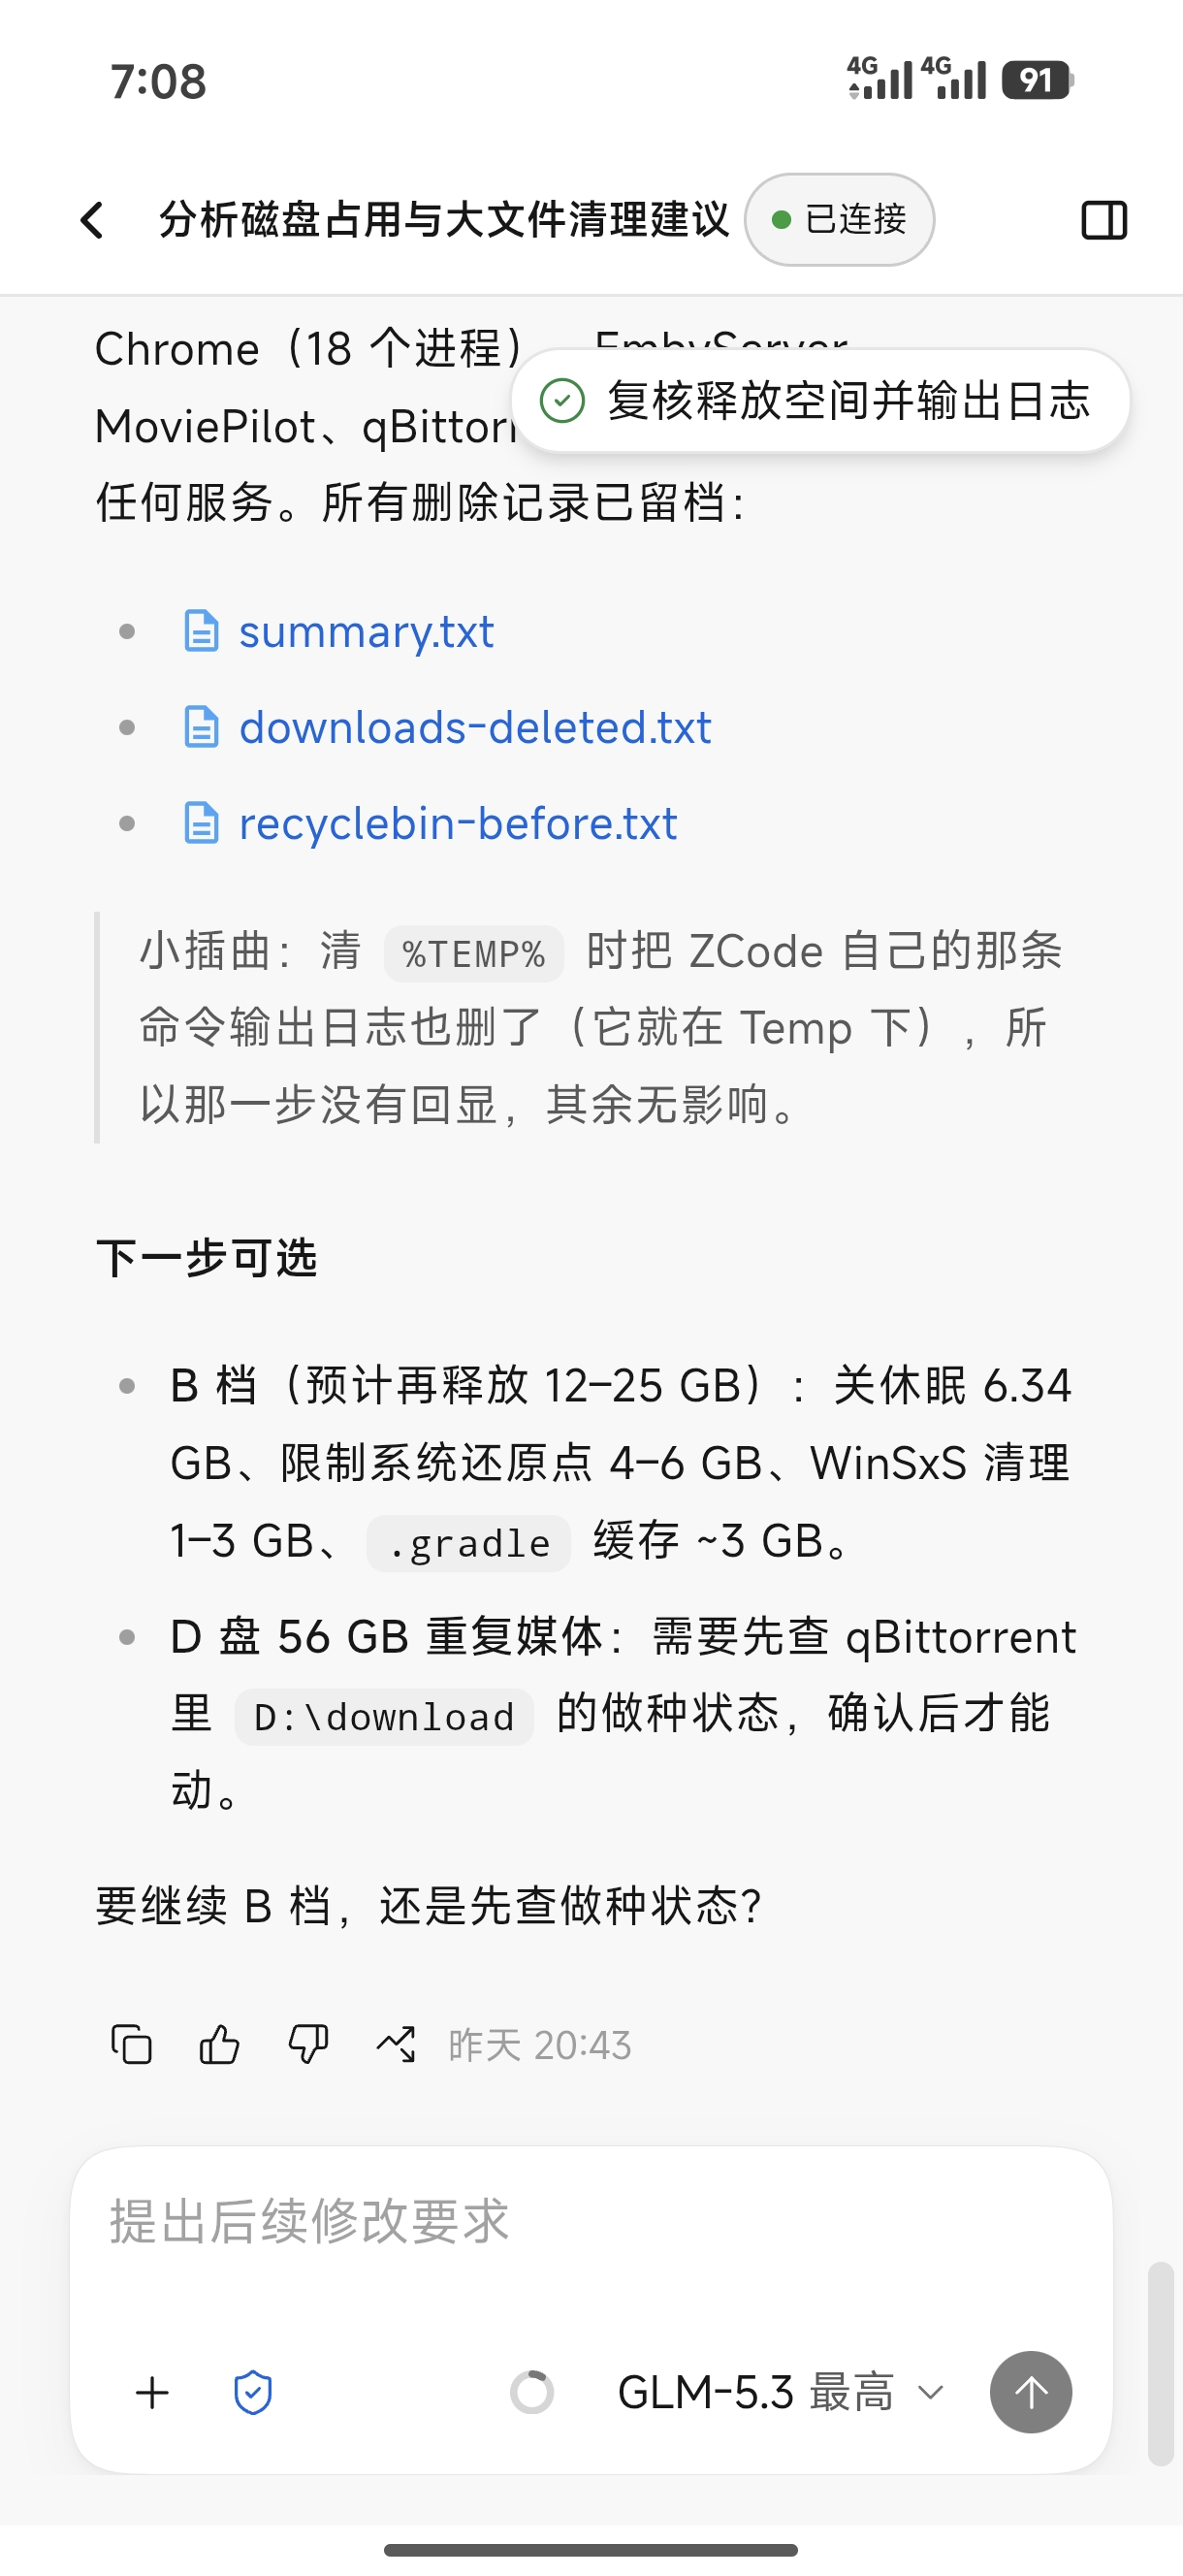 7:08
4G 4G 91
分析磁盘占用与大文件清理建议 已连接
Chrome（18 个进程） EmbyServer
复核释放空间并输出日志
MoviePilot、qBittorr
任何服务。所有删除记录已留档：
summary.txt
downloads-deleted.txt
recyclebin-before.txt
小插曲：清 %TEMP% 时把 ZCode 自己的那条
命令输出日志也删了（它就在 Temp 下），所
以那一步没有回显，其余无影响。
下一步可选
B 档（预计再释放 12–25 GB）：关休眠 6.34
GB、限制系统还原点 4–6 GB、WinSxS 清理
1–3 GB、 .gradle 缓存 ~3 GB。
D 盘 56 GB 重复媒体：需要先查 qBittorrent
里 D:\download 的做种状态，确认后才能
动。
要继续 B 档，还是先查做种状态？
昨天 20:43
提出后续修改要求
GLM-5.3 最高